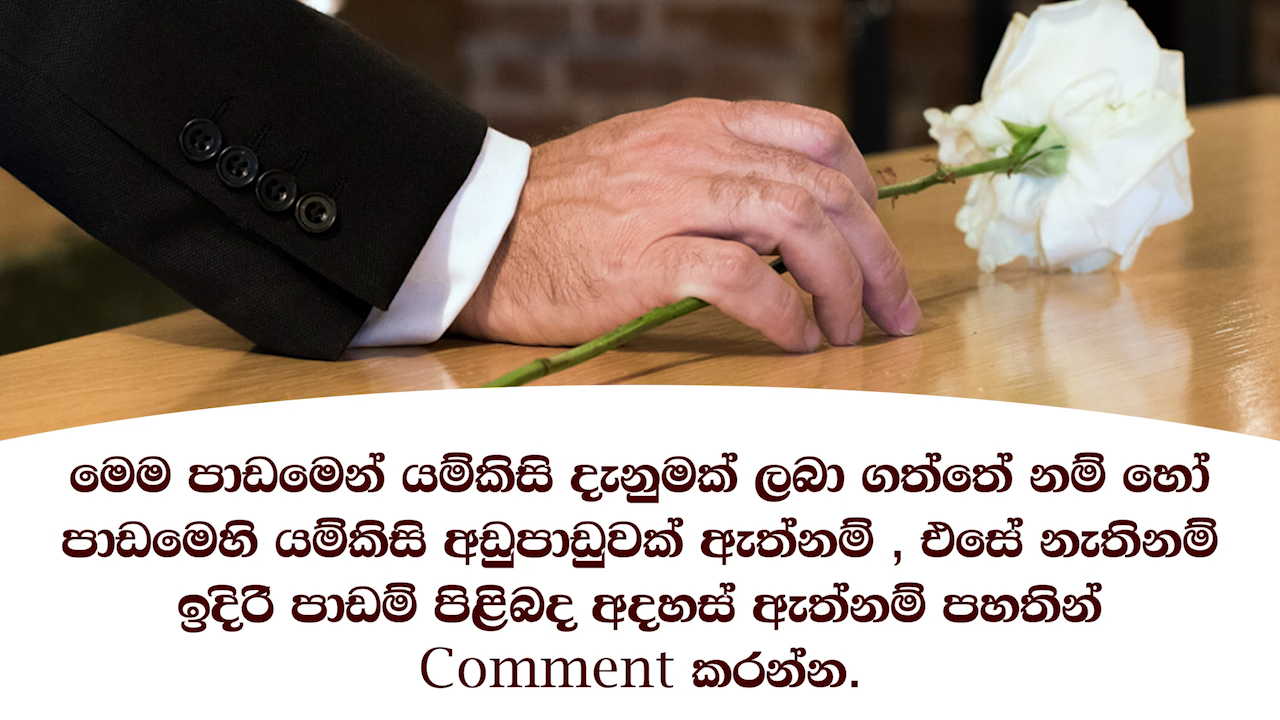 මෙම පාඩමෙන් යම්කිසි දැනුමක් ලබා ගත්තේ නම් හෝ
පාඩමෙහි යම්කිසි අඩුපාඩුවක් ඇත්නම් , එසේ නැතිනම්
ඉදිරි පාඩම් පිළිබද අදහස් ඇත්නම් පහතින්
Comment කරන්න.